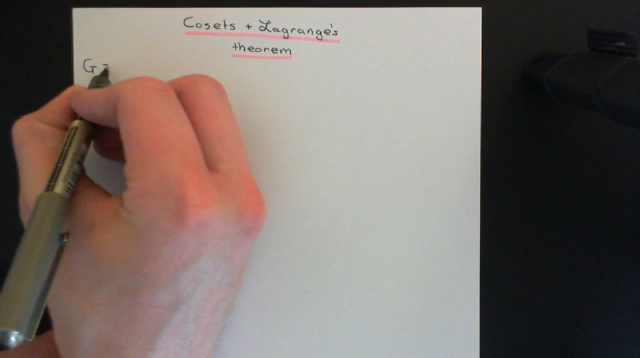 Cosets + Lagrange's
theorem
G =